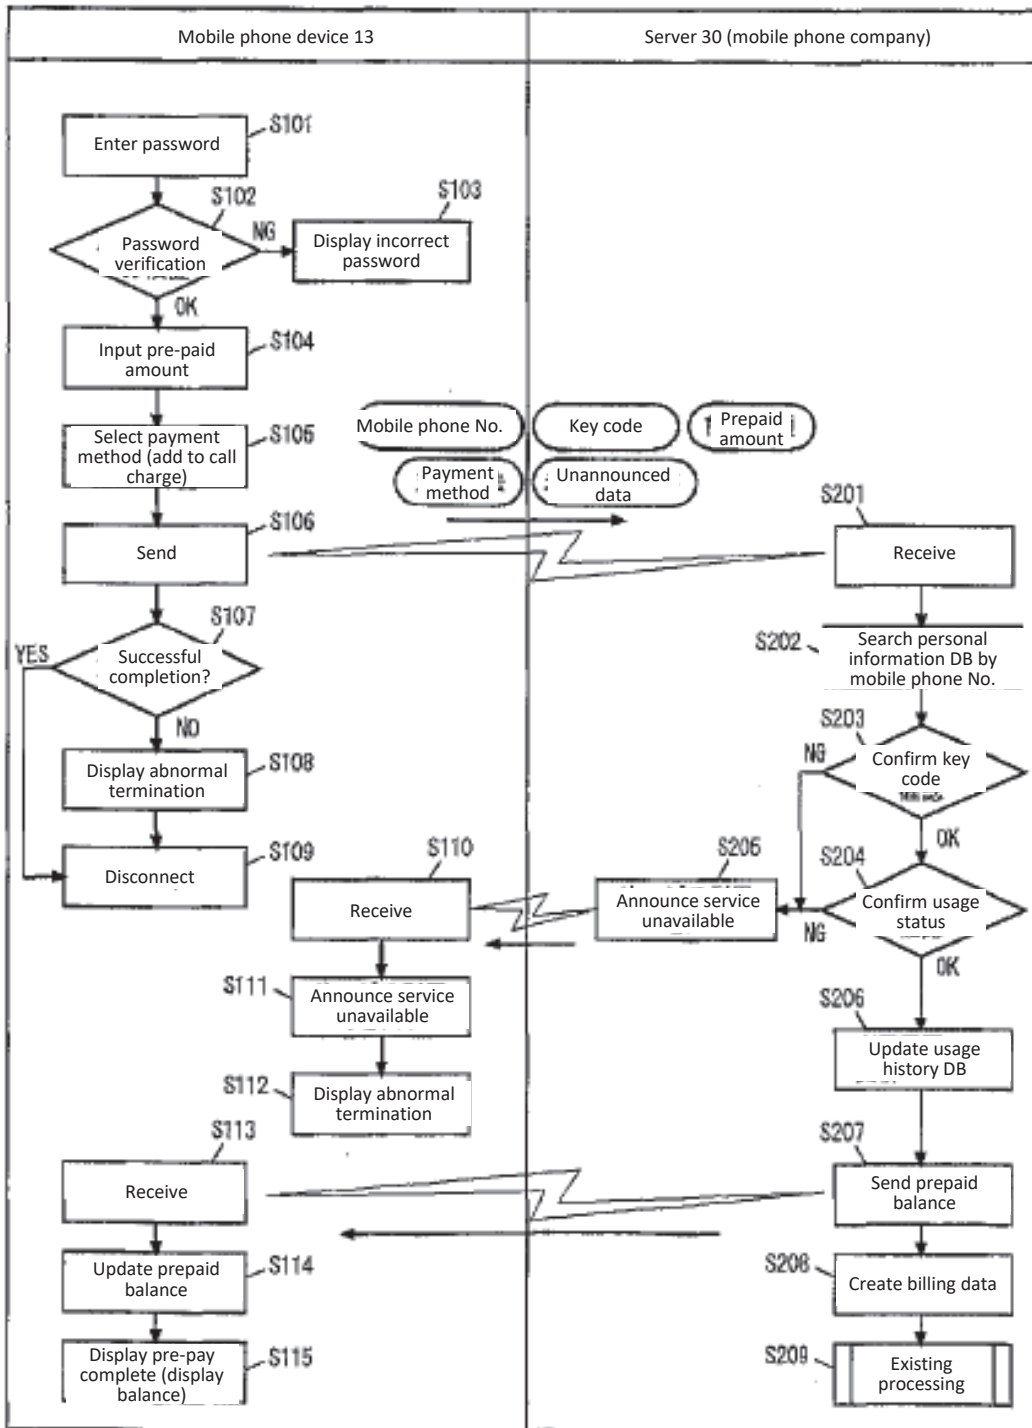 Mobile phone device 13
Server 30 (mobile phone company)
S101
Enter password
S102
Password
verification
NG
OK
S103
Display incorrect
password
S104
Input pre-paid
amount
S105
Select payment
method (add to call
charge)
Mobile phone No.
Key code
Prepaid
amount
Payment
method
Unannounced
data
S106
Send
S201
Receive
S107
YES
Successful
completion?
NO
S202
Search personal
information DB by
mobile phone No.
S203
NG
Confirm key
code
OK
S108
Display abnormal
termination
S109
Disconnect
S204
Confirm usage
status
NG
OK
S205
Announce service
unavailable
S110
Receive
S111
Announce service
unavailable
S112
Display abnormal
termination
S206
Update usage
history DB
S207
Send prepaid
balance
S113
Receive
S114
Update prepaid
balance
S208
Create billing data
S115
Display pre-pay
complete (display
balance)
S209
Existing
processing